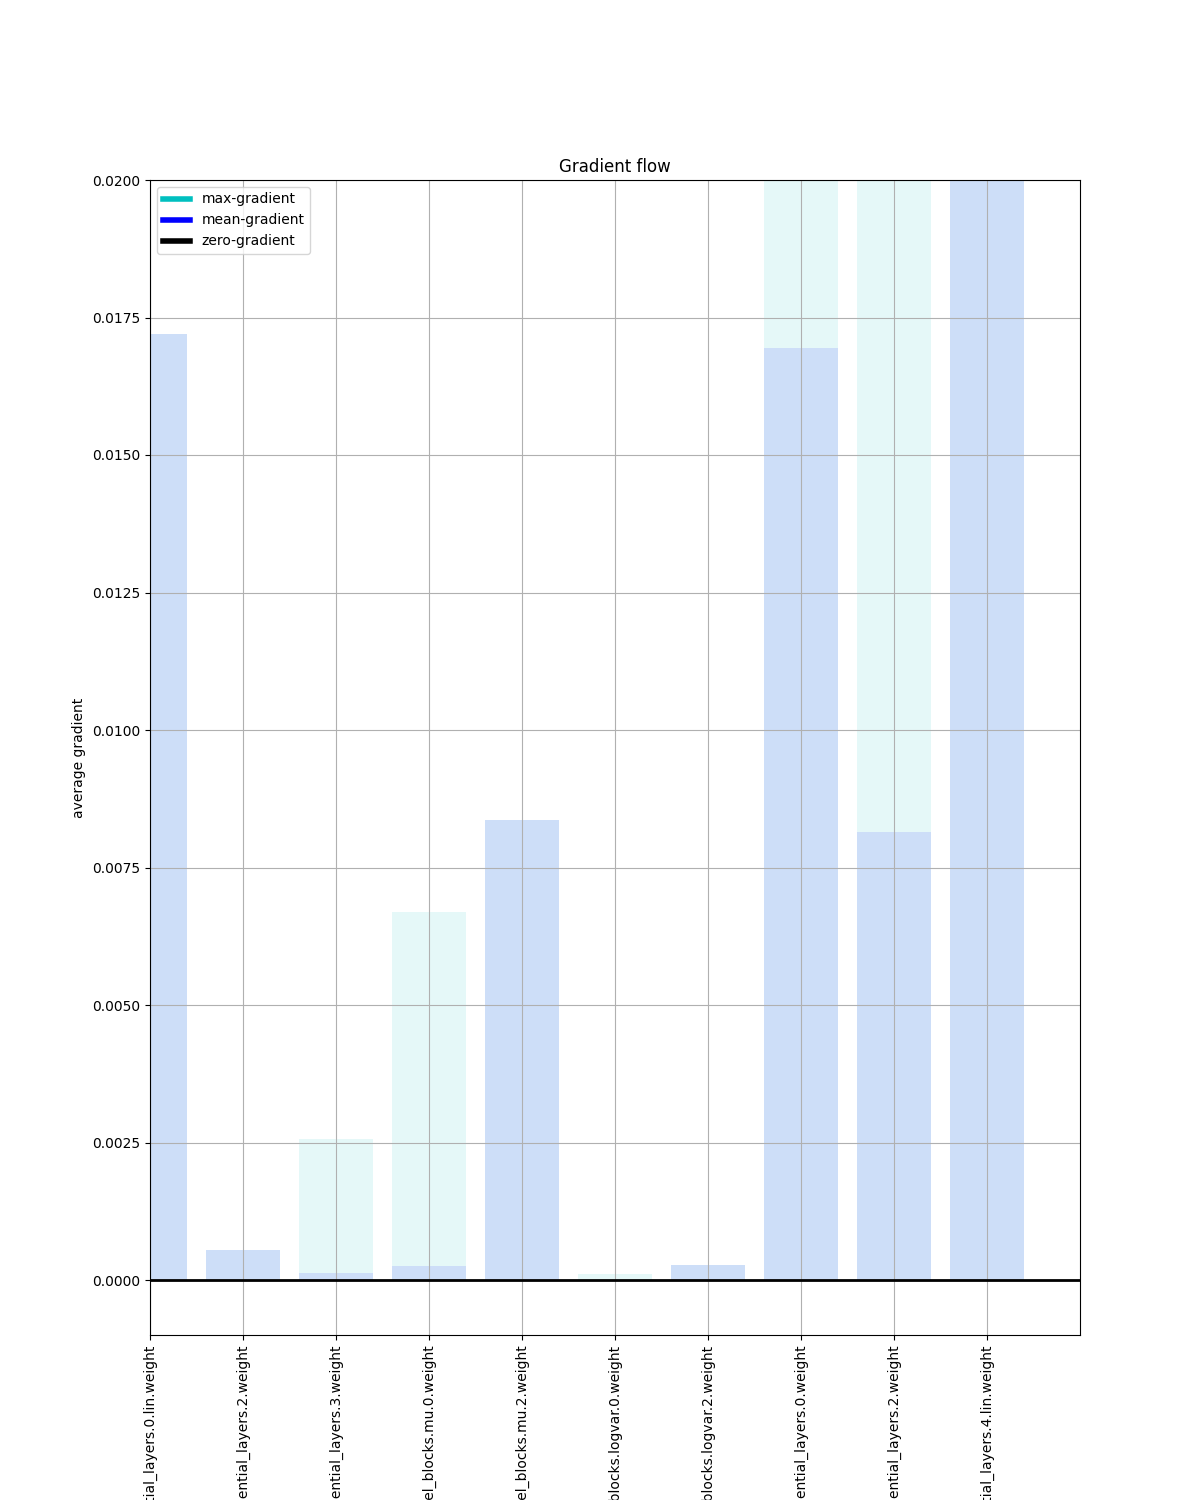 Gradient flow
max-gradient
mean-gradient
zero-gradient
0.0200
0.0175
0.0150
0.0125
0.0100
0.0075
0.0050
0.0025
0.0000
average gradient
tial_layers.0.lin.weight
ential_layers.2.weight
ential_layers.3.weight
el_blocks.mu.0.weight
el_blocks.mu.2.weight
blocks.logvar.0.weight
blocks.logvar.2.weight
ential_layers.0.weight
ential_layers.2.weight
tial_layers.4.lin.weight